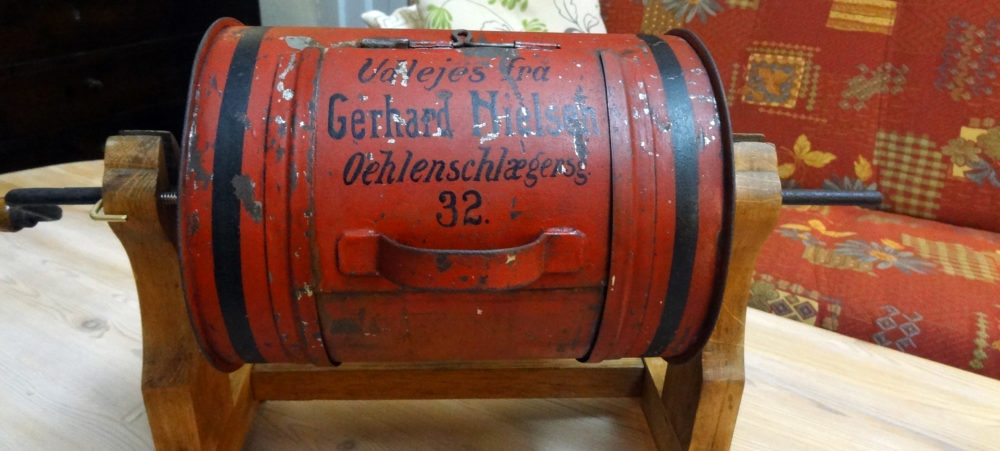 Udlejes fra
Gerhard Nielsen
Oehlenschlægersg.
32.